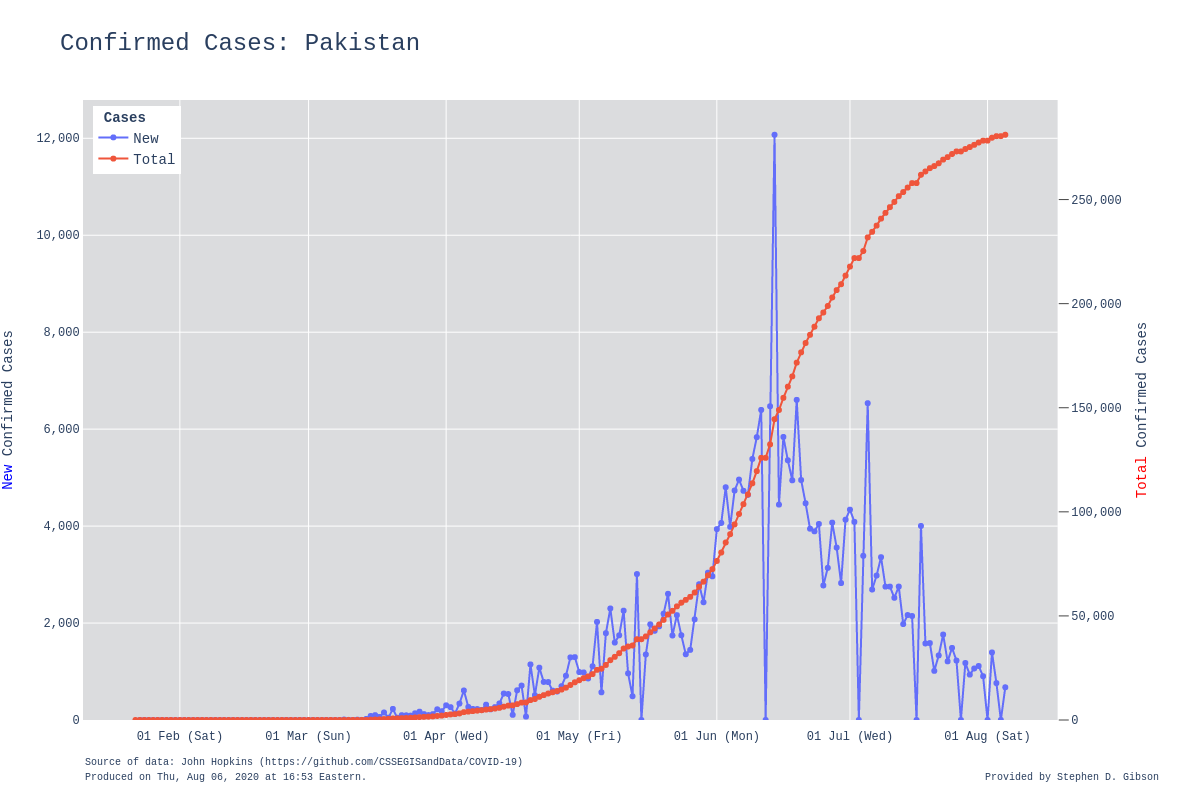 Confirmed Cases: Pakistan
Cases
New
Total
12,000
10,000
8,000
6,000
4,000
2,000
0
250,000
200,000
150,000
100,000
50,000
0
New Confirmed Cases
Total Confirmed Cases
01 Feb (Sat) 01 Mar (Sun) 01 Apr (Wed) 01 May (Fri) 01 Jun (Mon) 01 Jul (Wed) 01 Aug (Sat)
Source of data: John Hopkins (https://github.com/CSSEGISandData/COVID-19)
Produced on Thu, Aug 06, 2020 at 16:53 Eastern.
Provided by Stephen D. Gibson